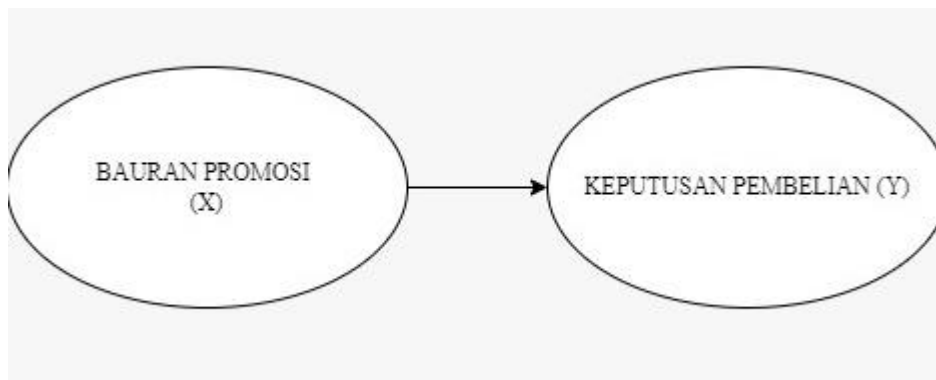 BAURAN PROMOSI
(X)
KEPUTUSAN PEMBELIAN (Y)